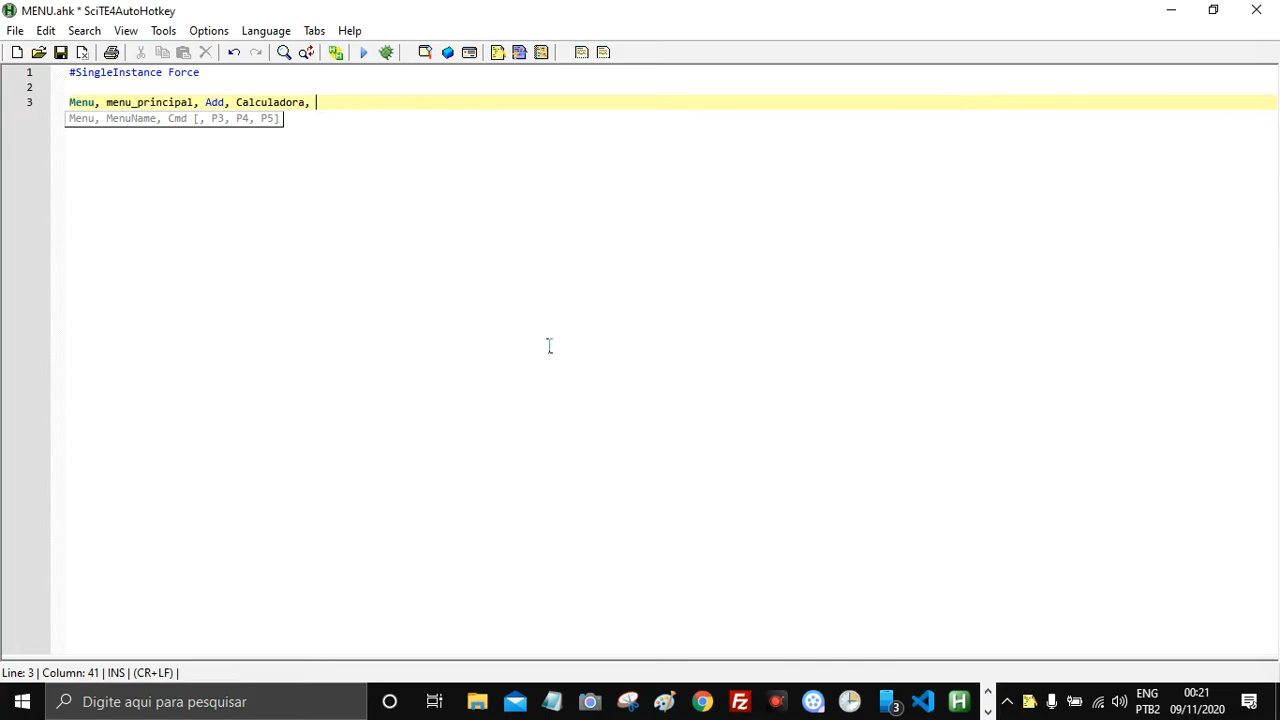 MENU.ahk * SciTE4AutoHotkey
File Edit Search View Tools Options Language Tabs Help
1 #SingleInstance Force
2
3 Menu, menu_principal, Add, Calculadora,
Menu, MenuName, Cmd [, P3, P4, P5]
Line: 3 | Column: 41 | INS | (CR+LF) |
Digite aqui para pesquisar
3
ENG
PTB2
00:21
09/11/2020